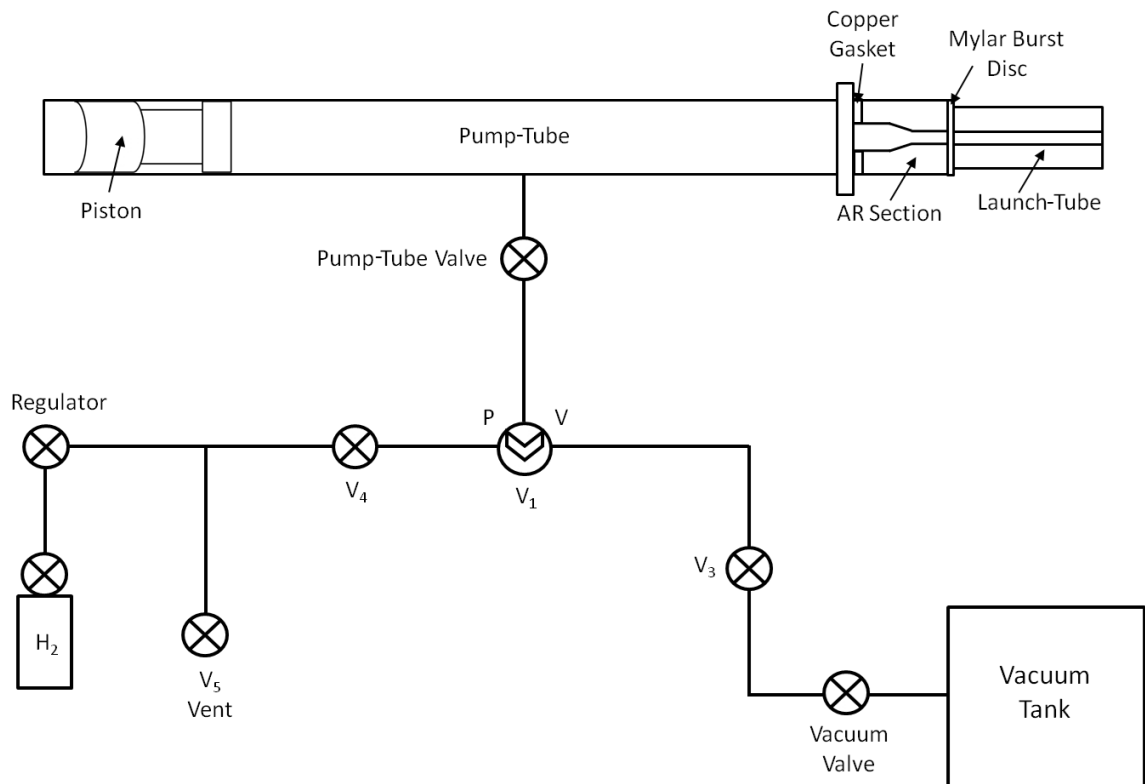 Copper
Gasket
Mylar Burst
Disc
Pump-Tube
Piston
AR Section
Launch-Tube
Pump-Tube Valve
Regulator
P
V
V₄
V₁
V₃
H₂
V₅
Vent
Vacuum
Tank
Vacuum
Valve